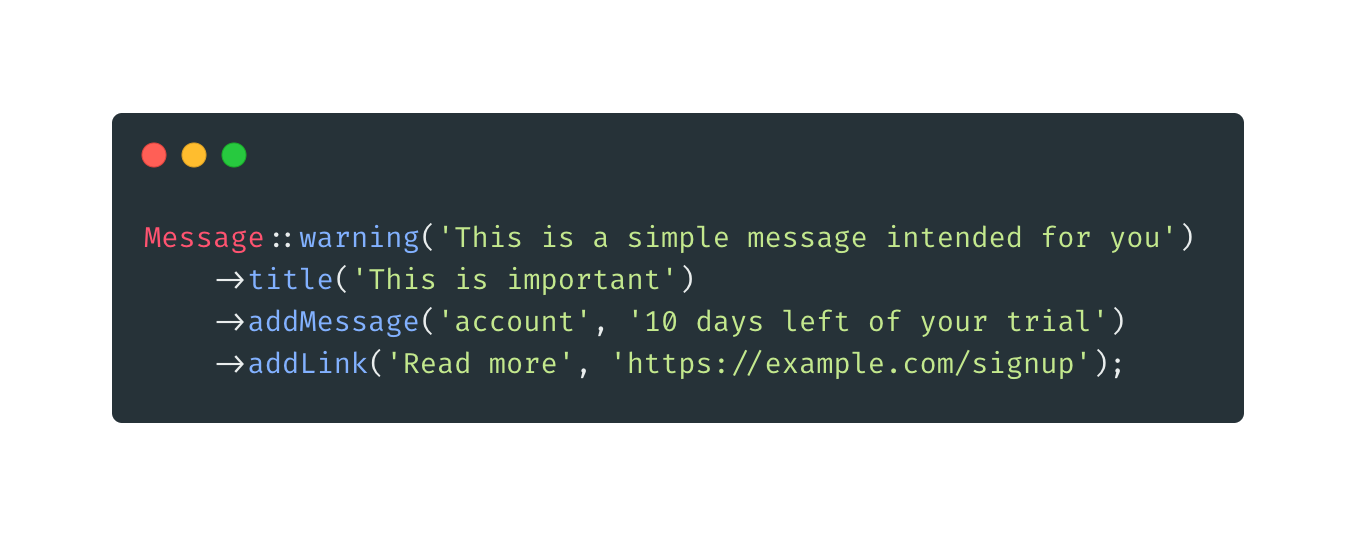 Message::warning('This is a simple message intended for you')
    ->title('This is important')
    ->addMessage('account', '10 days left of your trial')
    ->addLink('Read more', 'https://example.com/signup');